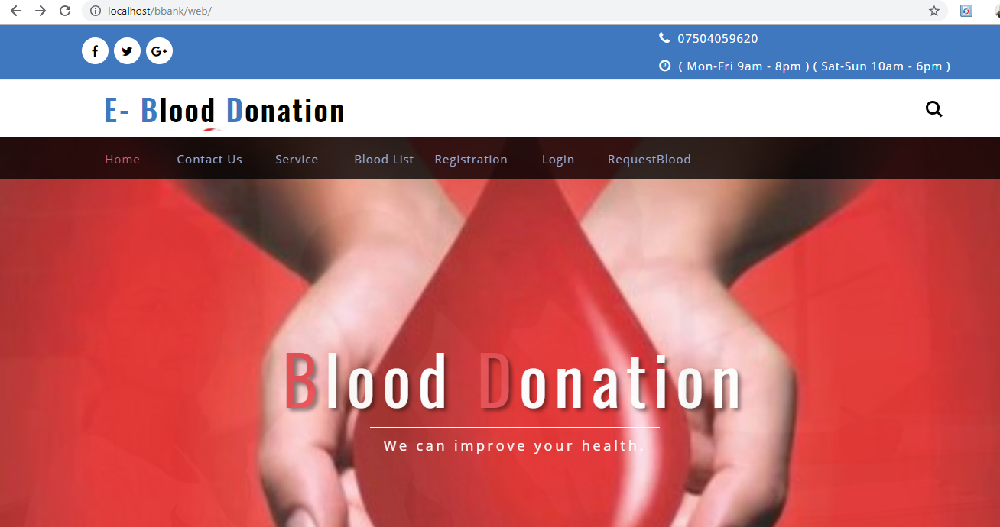 localhost/bbank/web/
f G+ 07504059620
( Mon-Fri 9am - 8pm ) ( Sat-Sun 10am - 6pm )
E- Blood Donation
Home Contact Us Service Blood List Registration Login RequestBlood
Blood Donation
We can improve your health.